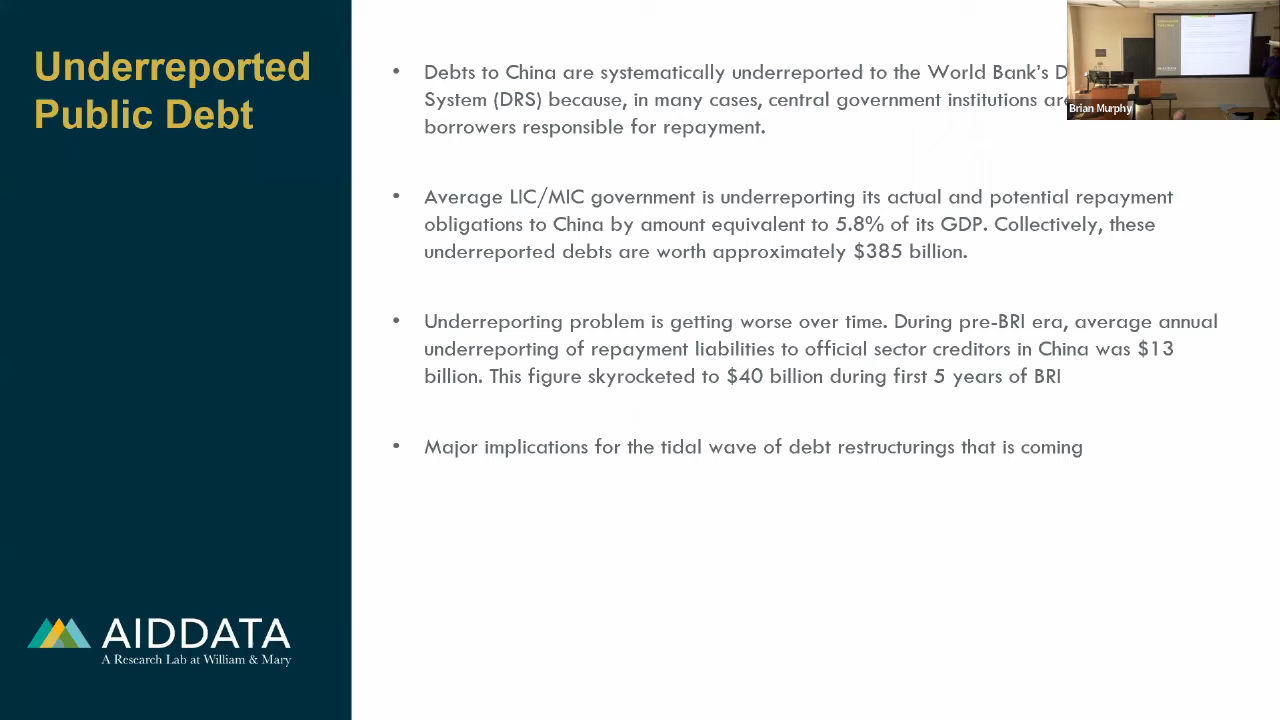 Underreported
Public Debt
• Debts to China are systematically underreported to the World Bank's D
System (DRS) because, in many cases, central government institutions are
borrowers responsible for repayment.
• Average LIC/MIC government is underreporting its actual and potential repayment
obligations to China by amount equivalent to 5.8% of its GDP. Collectively, these
underreported debts are worth approximately $385 billion.
• Underreporting problem is getting worse over time. During pre-BRI era, average annual
underreporting of repayment liabilities to official sector creditors in China was $13
billion. This figure skyrocketed to $40 billion during first 5 years of BRI
• Major implications for the tidal wave of debt restructurings that is coming
AIDDATA
A Research Lab at William & Mary
Brian Murphy